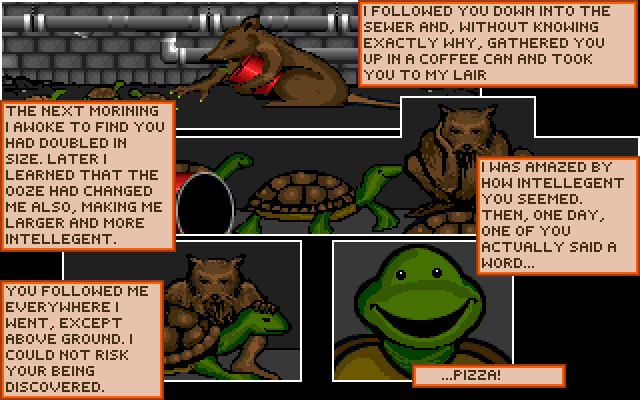 I FOLLOWED YOU DOWN INTO THE
SEWER AND, WITHOUT KNOWING
EXACTLY WHY, GATHERED YOU
UP IN A COFFEE CAN AND TOOK
YOU TO MY LAIR
THE NEXT MORINING
I AWOKE TO FIND YOU
HAD DOUBLED IN
SIZE. LATER I
LEARNED THAT THE
OOZE HAD CHANGED
ME ALSO, MAKING ME
LARGER AND MORE
INTELLEGENT.
I WAS AMAZED BY
HOW INTELLEGENT
YOU SEEMED.
THEN, ONE DAY,
ONE OF YOU
ACTUALLY SAID A
WORD...
YOU FOLLOWED ME
EVERYWHERE I
WENT, EXCEPT
ABOVE GROUND. I
COULD NOT RISK
YOUR BEING
DISCOVERED.
...PIZZA!